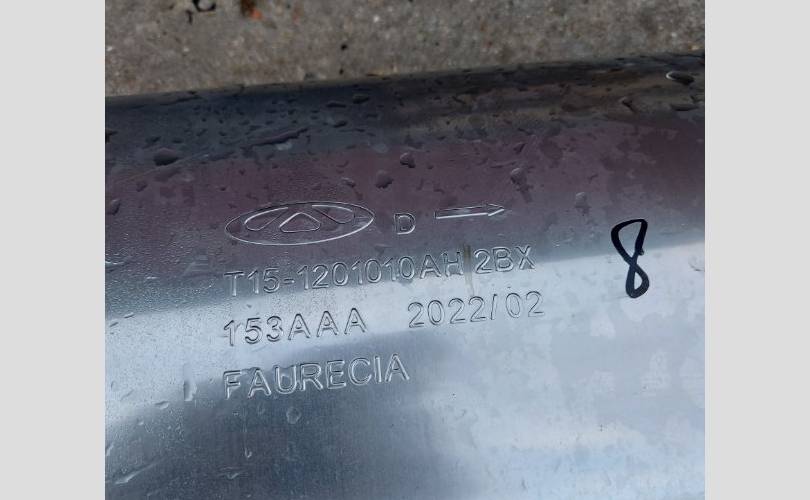 D
T15-1201010AH 2BX
8
153AAA 2022/02
FAURECIA